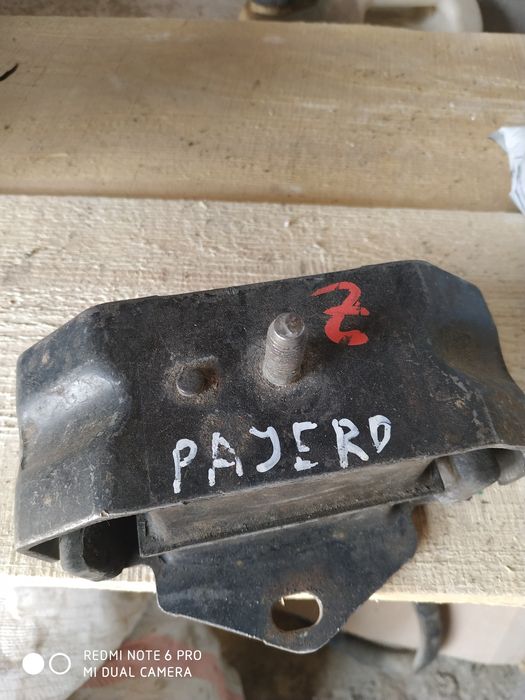 Z
PAJERO
REDMI NOTE 6 PRO
MI DUAL CAMERA